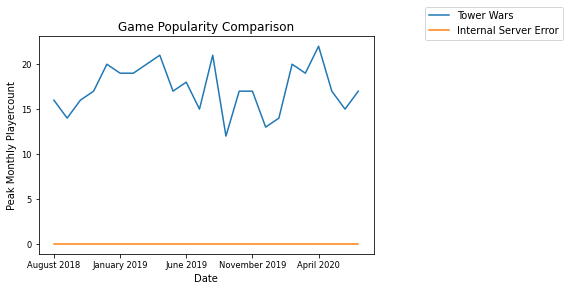 Tower Wars
Internal Server Error
Game Popularity Comparison
Peak Monthly Playercount
20
15
10
5
0
August 2018
January 2019
June 2019
November 2019
April 2020
Date